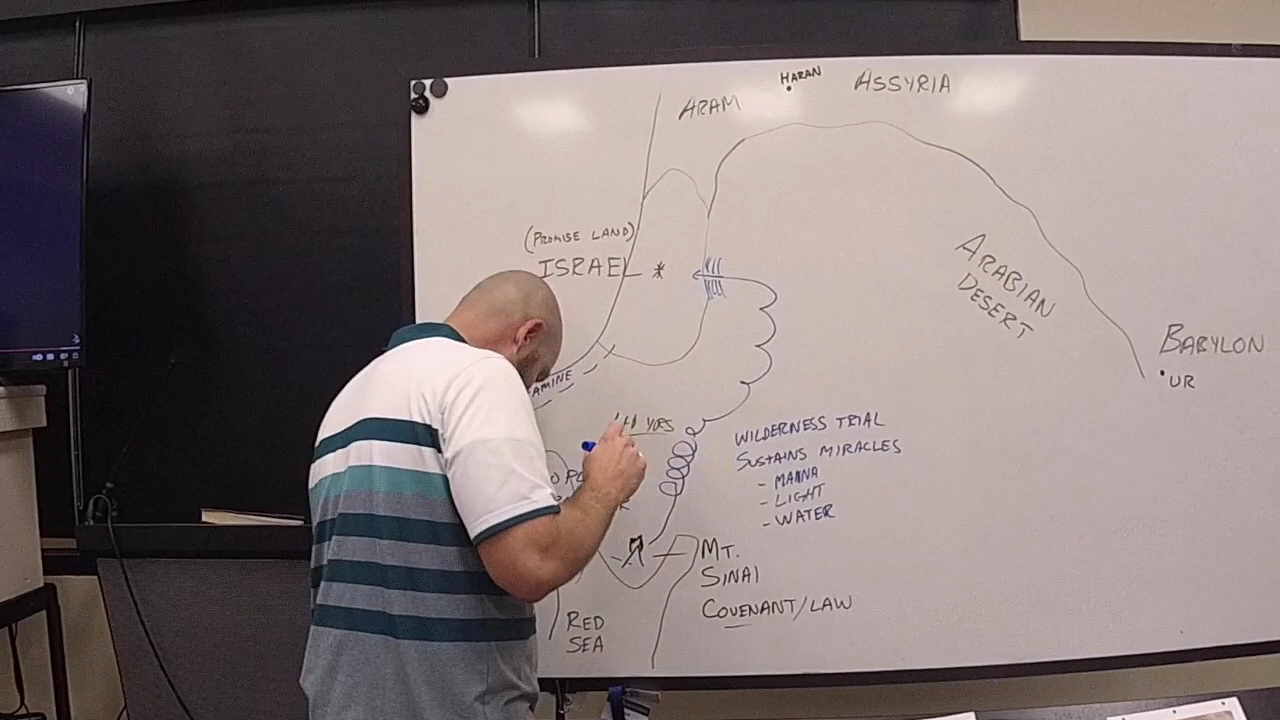 HARAN
ASSYRIA
ARAM
(PROMISE LAND)
ISRAEL
ARABIAN
DESERT
BABYLON
UR
YRS
WILDERNESS TRIAL
SUSTAINS MIRACLES
- MANNA
- LIGHT
- WATER
MT.
SINAI
COVENANT/LAW
RED
SEA